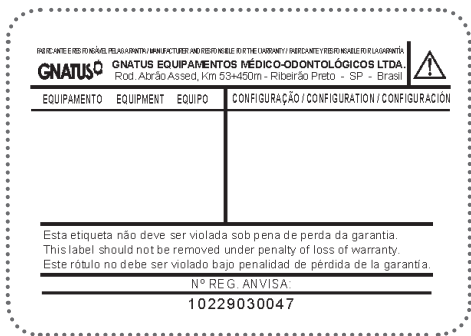 FABRICANTE E RESPONSÁVEL PELA GARANTIA / MANUFACTURER AND RESPONSIBLE FOR THE UARRANTY / FABRICANTE Y RESPONSABLE FOR LA GARANTÍA
GNATUS
GNATUS EQUIPAMENTOS MÉDICO-ODONTOLÓGICOS LTDA.
Rod. Abrão Assed, Km 53+450m - Ribeirão Preto - SP - Brasil
EQUIPAMENTO EQUIPMENT EQUIPO
CONFIGURAÇÃO / CONFIGURATION / CONFIGURACIÓN
Esta etiqueta não deve ser violada sob pena de perda da garantia.
This label should not be removed under penalty of loss of warranty.
Este rótulo no debe ser violado bajo penalidad de pérdida de la garantía.
Nº REG. ANVISA:
10229030047